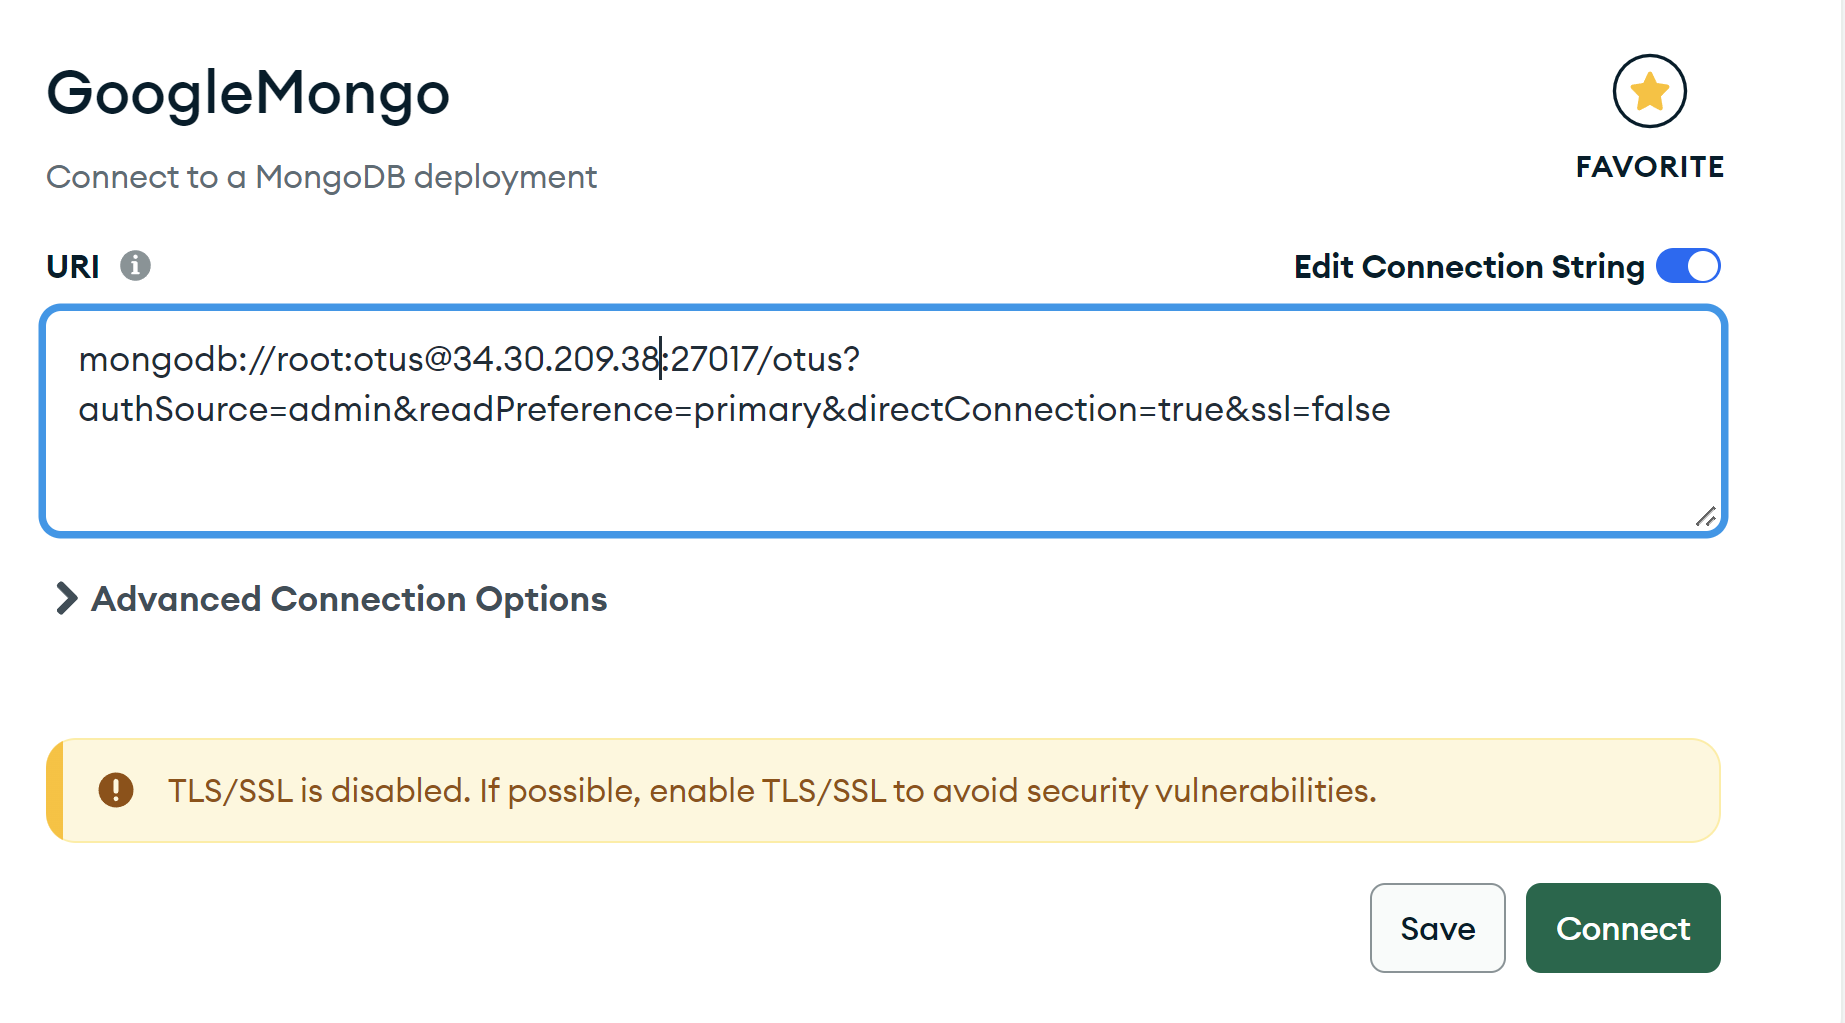 GoogleMongo
FAVORITE
Connect to a MongoDB deployment
URI
Edit Connection String
mongodb://root:otus@34.30.209.38:27017/otus?
authSource=admin&readPreference=primary&directConnection=true&ssl=false
Advanced Connection Options
TLS/SSL is disabled. If possible, enable TLS/SSL to avoid security vulnerabilities.
Save
Connect